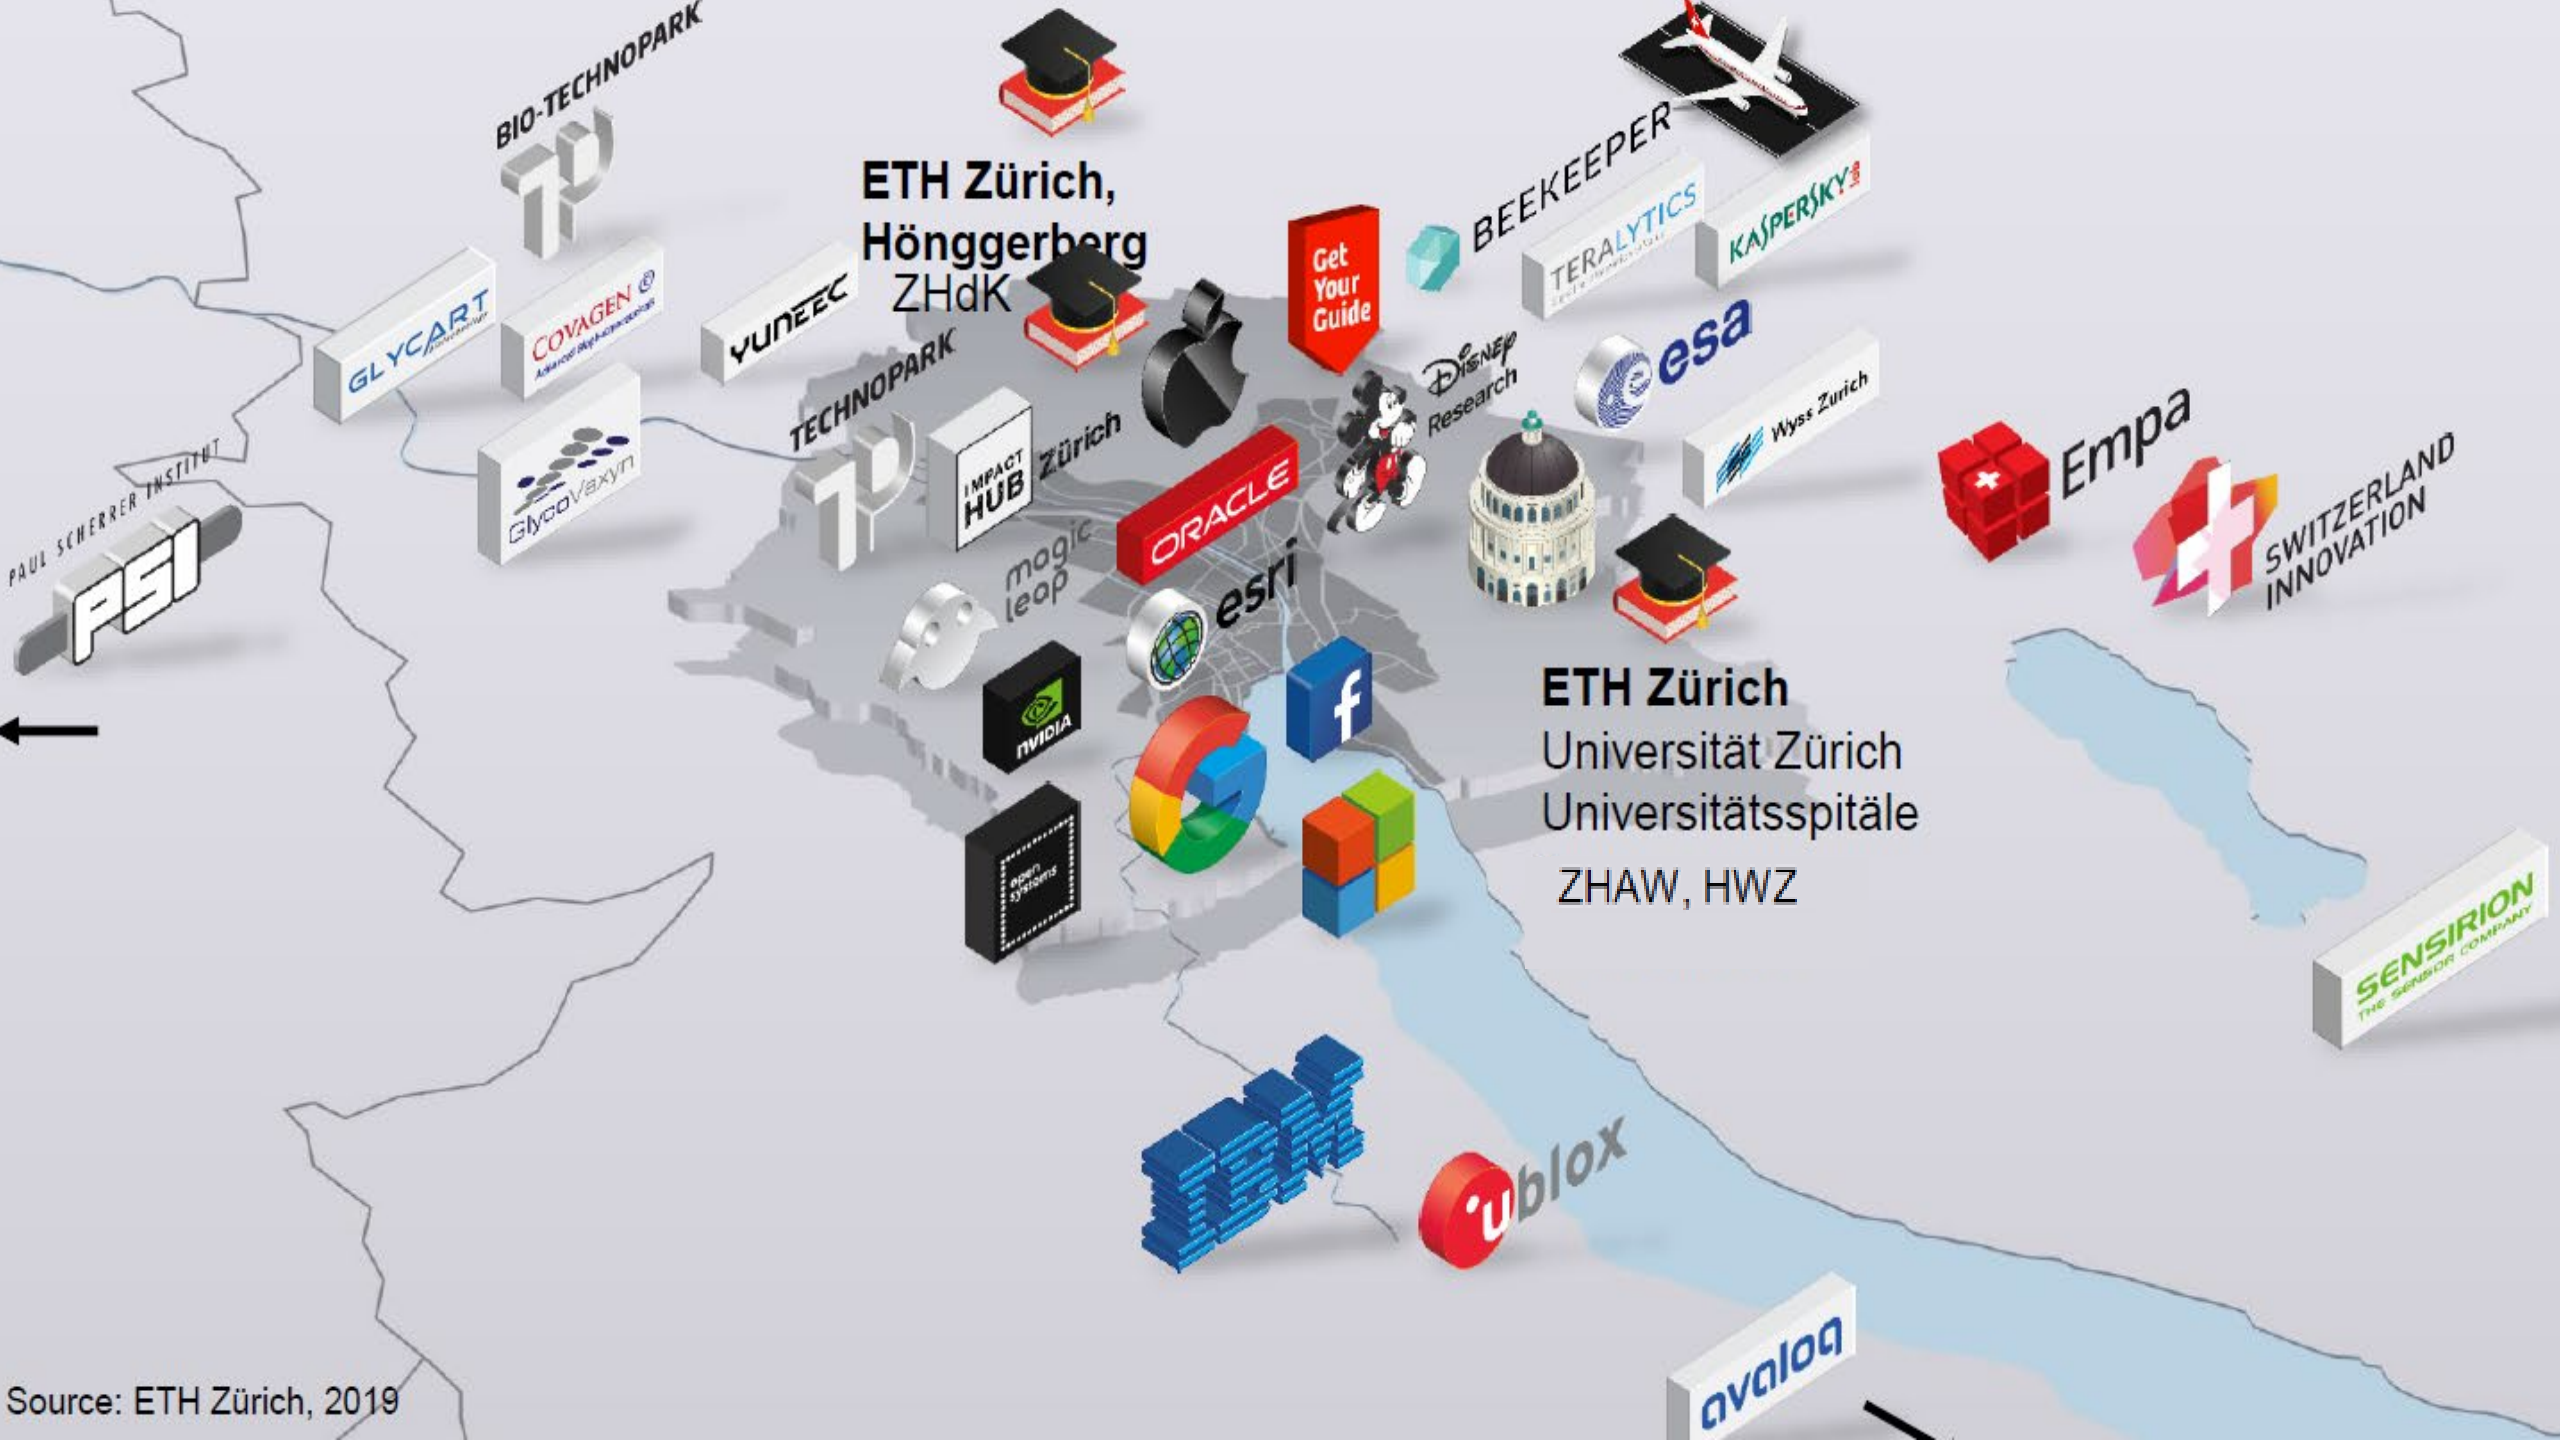 BIO-TECHNOPARK
ETH Zürich,
Hönggerberg
ZHdK
BEEKEEPER
TERALYTICS
KASPERSKY lab
Get
Your
Guide
GLYCART
COVAGEN
YUNEEC
TECHNOPARK
IMPACT
HUB
Zürich
DISNEY
Research
esa
Wyss Zurich
Empa
SWITZERLAND
INNOVATION
GlycoVaxyn
PAUL SCHERRER INSTITUT
PSI
ORACLE
magic
leap
esri
nVIDIA
f
G
open
systems
ETH Zürich
Universität Zürich
Universitätsspitäle
ZHAW, HWZ
SENSIRION
THE SENSOR COMPANY
IBM
ublox
avaloq
Source: ETH Zürich, 2019